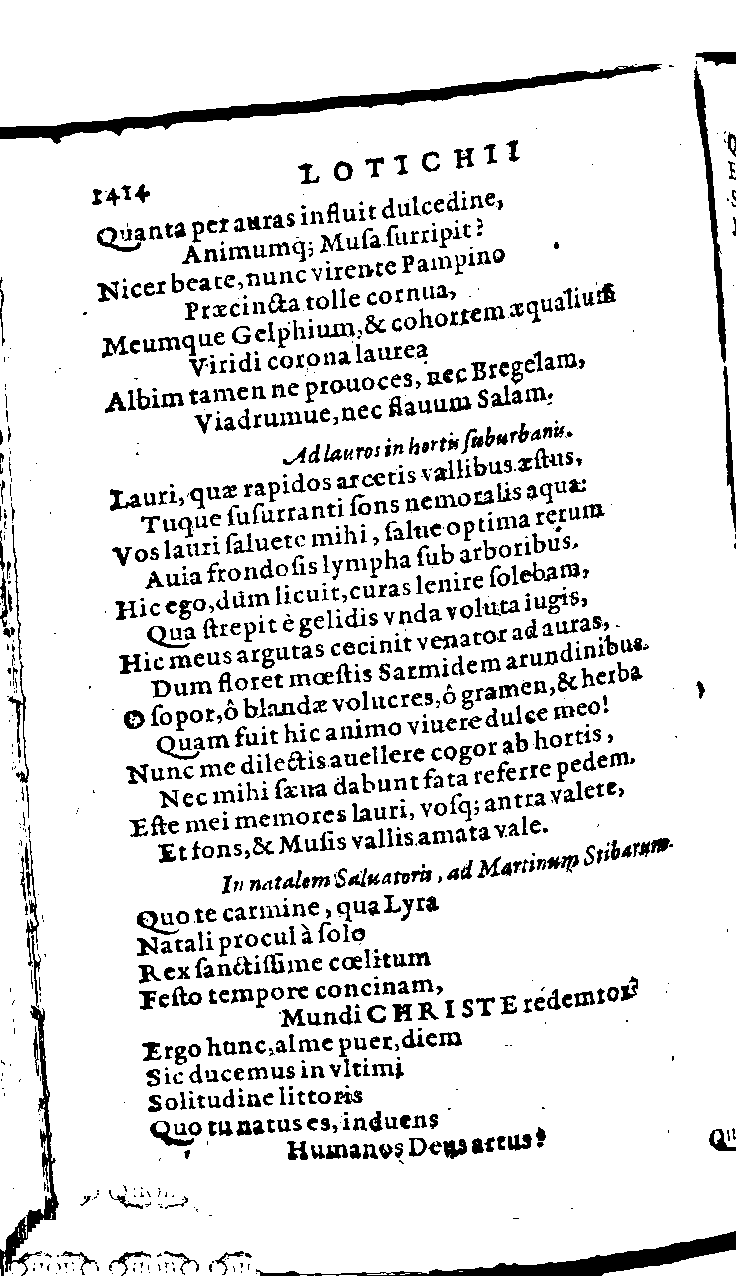 1414 LOTICHII
Quanta per auras influit dulcedine,
Animumq; Musa surripit?
Nicer beate, nunc virente Pampino
Præcincta tolle cornua,
Meumque Gelphium, & cohortem æqualium
Viridi corona laurea
Albim tamen ne prouoces, nec Bregelam,
Viadrumue, nec flauum Salam.
Ad lauros in hortis suburbanis.
Lauri, quæ rapidos arcetis vallibus æstus,
Tuque susurranti fons nemoralis aqua:
Vos lauri saluete mihi, salue optima rerum
Auia frondosis lympha sub arboribus.
Hic ego, dum licuit, curas lenire solebam,
Qua strepit è gelidis vnda voluta iugis,
Hic meus argutas cecinit venator ad auras,
Dum floret mœstis Sarmidem arundinibus.
O sopor, ô blandæ volucres, ô gramen, & herba
Quam fuit hic animo viuere dulce meo!
Nunc me dilectis auellere cogor ab hortis,
Nec mihi sæua dabunt fata referre pedem.
Este mei memores lauri, vosq; antra valete,
Et fons, & Musis vallis amata vale.
In natalem Saluatoris, ad Martinum Stibarum.
Quo te carmine, qua Lyra
Natali procul à solo
Rex sanctissime cœlitum
Festo tempore concinam,
Mundi CHRISTE redemtor?
Ergo hunc, alme puer, diem
Sic ducemus in vltimi
Solitudine littoris
Quo tu natus es, induens
Humanos Deus artus?